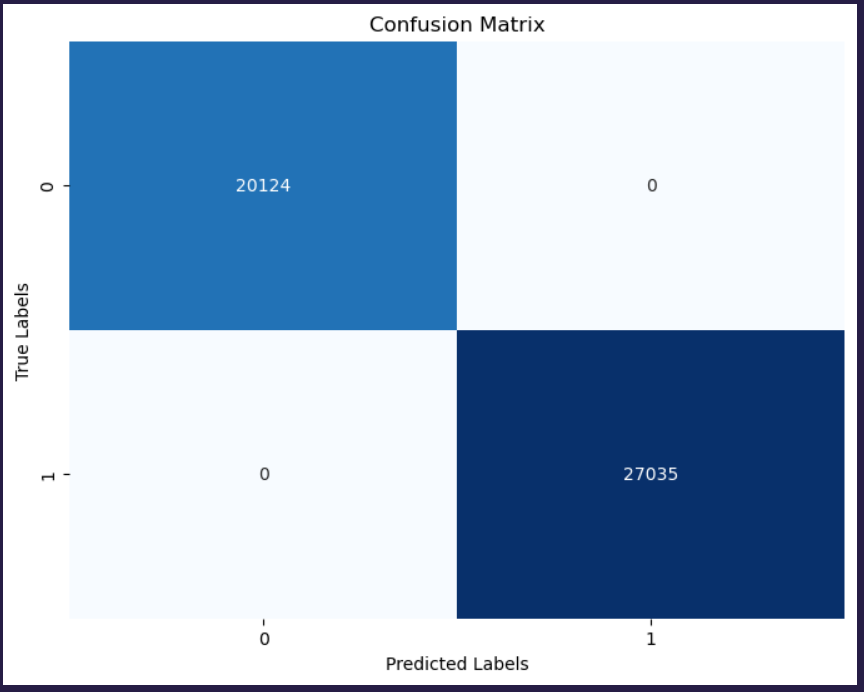 Confusion Matrix
0
20124
0
True Labels
1
0
27035
0
1
Predicted Labels